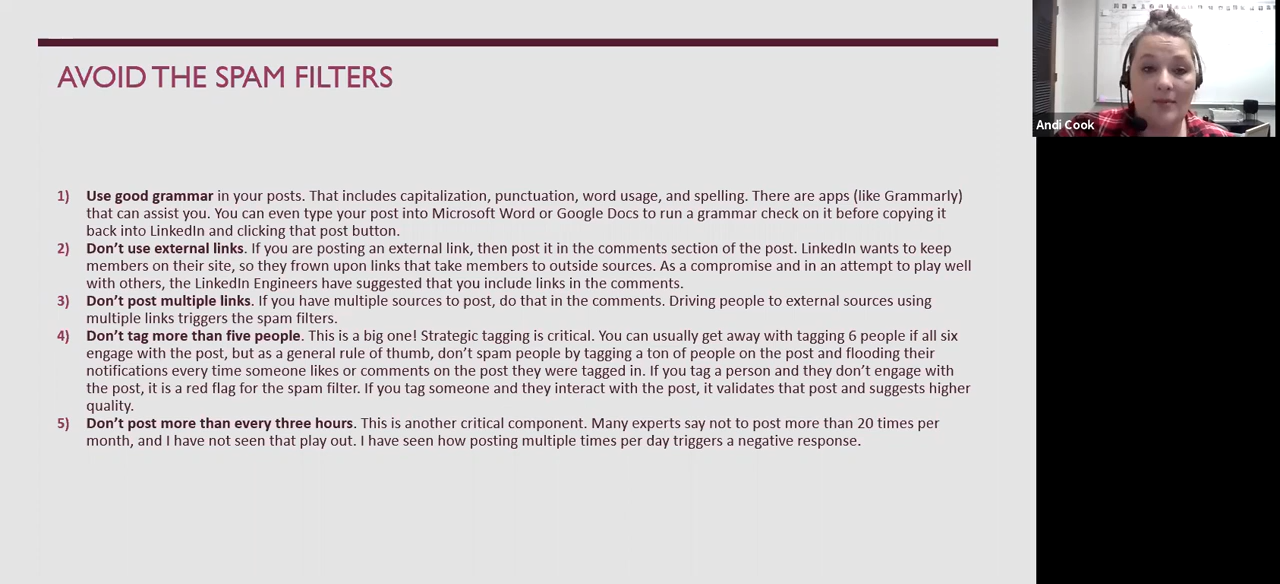 AVOID THE SPAM FILTERS
1) Use good grammar in your posts. That includes capitalization, punctuation, word usage, and spelling. There are apps (like Grammarly)
that can assist you. You can even type your post into Microsoft Word or Google Docs to run a grammar check on it before copying it
back into LinkedIn and clicking that post button.
2) Don’t use external links. If you are posting an external link, then post it in the comments section of the post. LinkedIn wants to keep
members on their site, so they frown upon links that take members to outside sources. As a compromise and in an attempt to play well
with others, the LinkedIn Engineers have suggested that you include links in the comments.
3) Don’t post multiple links. If you have multiple sources to post, do that in the comments. Driving people to external sources using
multiple links triggers the spam filters.
4) Don’t tag more than five people. This is a big one! Strategic tagging is critical. You can usually get away with tagging 6 people if all six
engage with the post, but as a general rule of thumb, don’t spam people by tagging a ton of people on the post and flooding their
notifications every time someone likes or comments on the post they were tagged in. If you tag a person and they don’t engage with
the post, it is a red flag for the spam filter. If you tag someone and they interact with the post, it validates that post and suggests higher
quality.
5) Don’t post more than every three hours. This is another critical component. Many experts say not to post more than 20 times per
month, and I have not seen that play out. I have seen how posting multiple times per day triggers a negative response.
Andi Cook